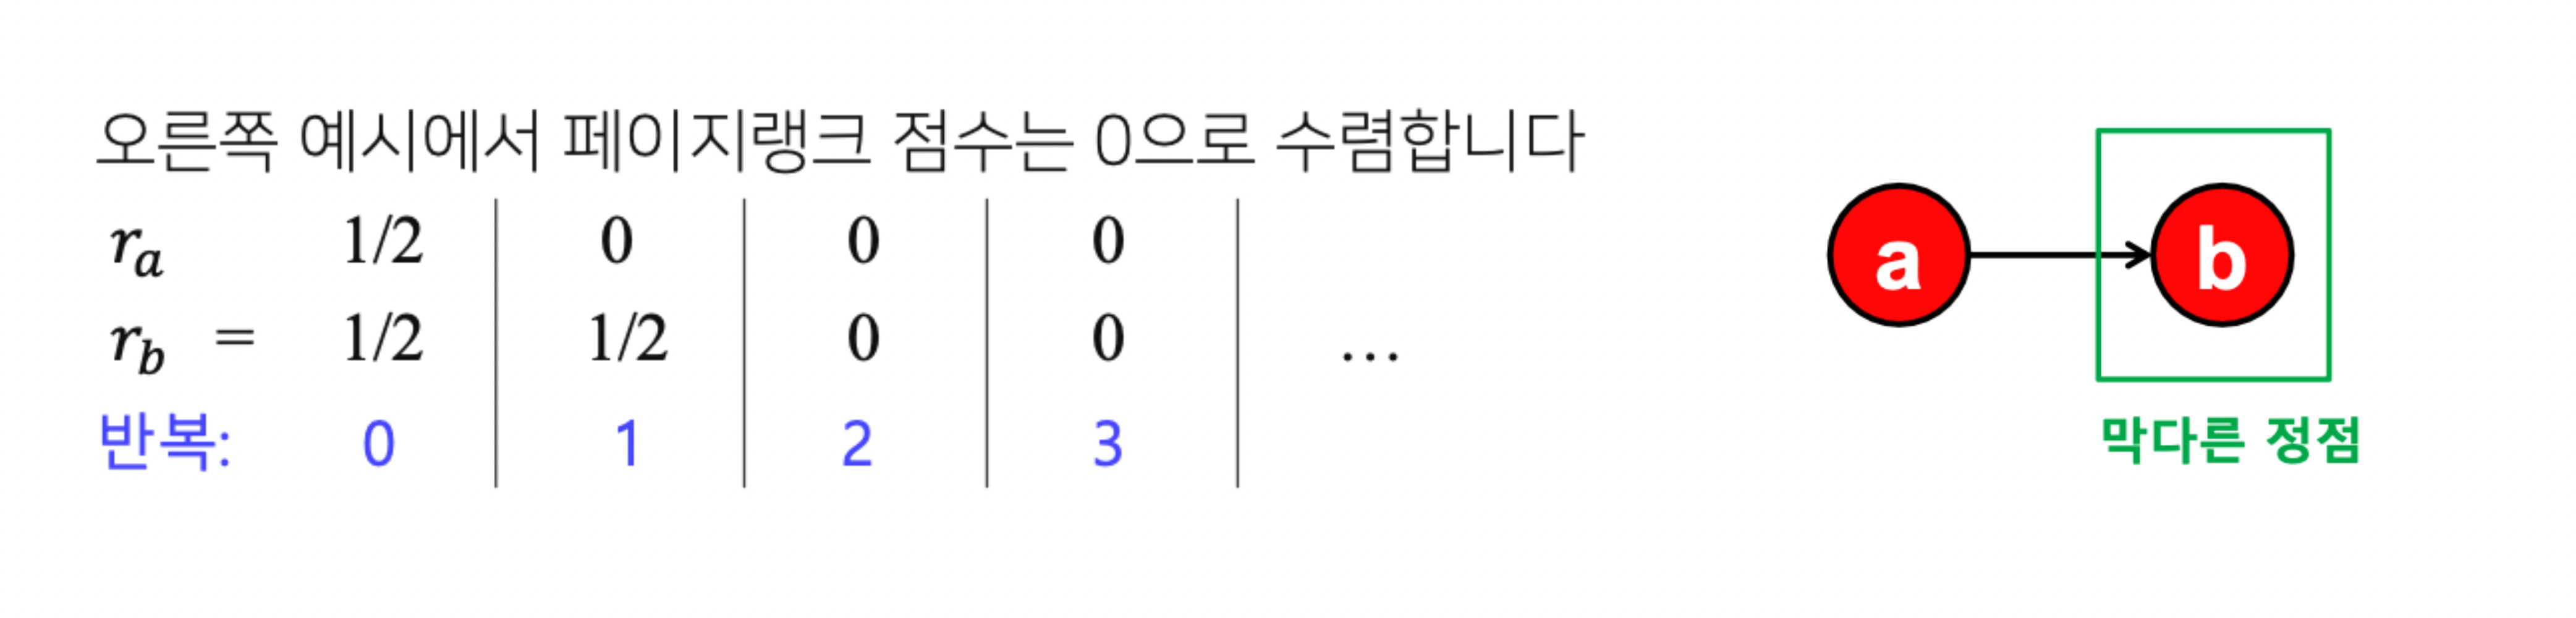 오른쪽 예시에서 페이지랭크 점수는 0으로 수렴합니다
r_a 1/2 0 0 0
r_b = 1/2 1/2 0 0 …
반복: 0 1 2 3
a b
막다른 정점